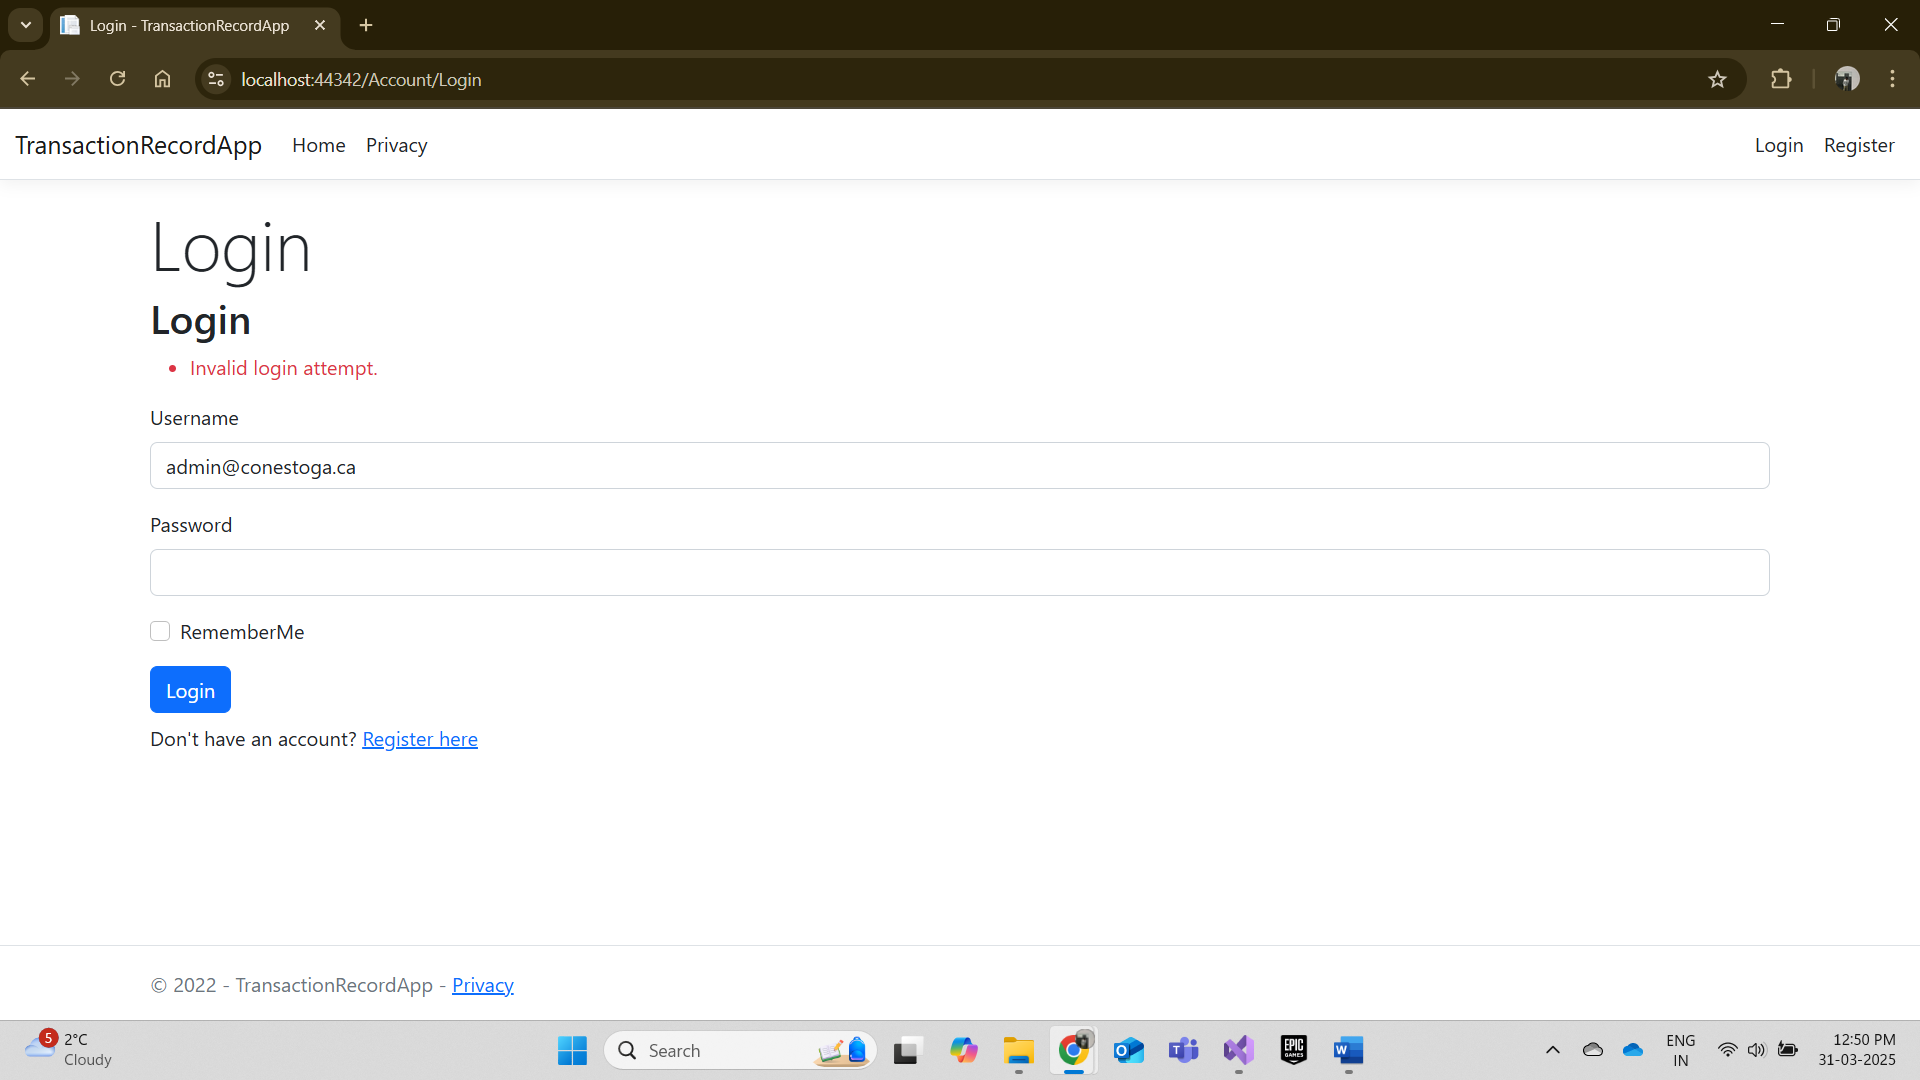 Login - TransactionRecordApp
localhost:44342/Account/Login
TransactionRecordApp Home Privacy Login Register
Login
Login
Invalid login attempt.
Username
admin@conestoga.ca
Password
RememberMe
Login
Don't have an account? Register here
© 2022 - TransactionRecordApp - Privacy
5 2°C
Cloudy
Search
EPIC
GAMES
ENG
IN
12:50 PM
31-03-2025